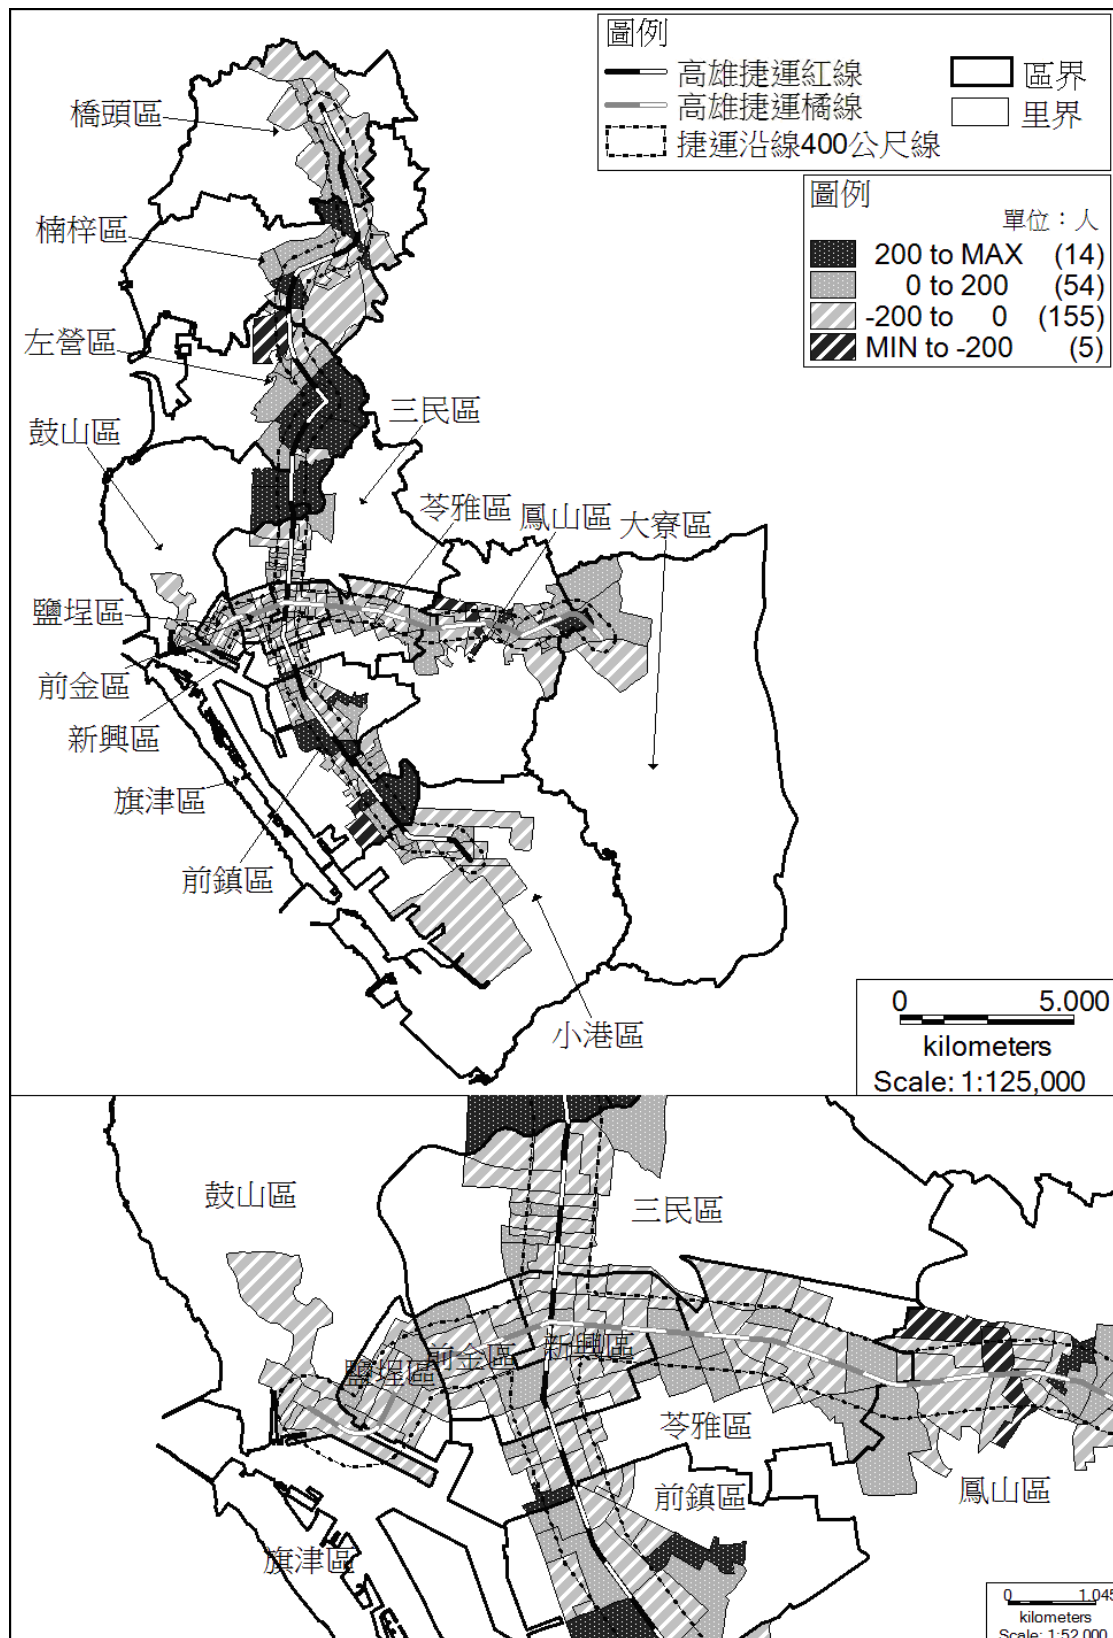 圖例
高雄捷運紅線
區界
高雄捷運橘線
里界
捷運沿線400公尺線
圖例
單位：人
200 to MAX (14)
0 to 200 (54)
-200 to 0 (155)
MIN to -200 (5)
橋頭區
楠梓區
左營區
鼓山區
三民區
苓雅區
鳳山區
大寮區
鹽埕區
前金區
新興區
旗津區
前鎮區
小港區
0 5.000
kilometers
Scale: 1:125,000
鼓山區
三民區
新興區
前金區
鹽埕區
苓雅區
前鎮區
鳳山區
旗津區
0 1.045
kilometers
Scale: 1:52,000